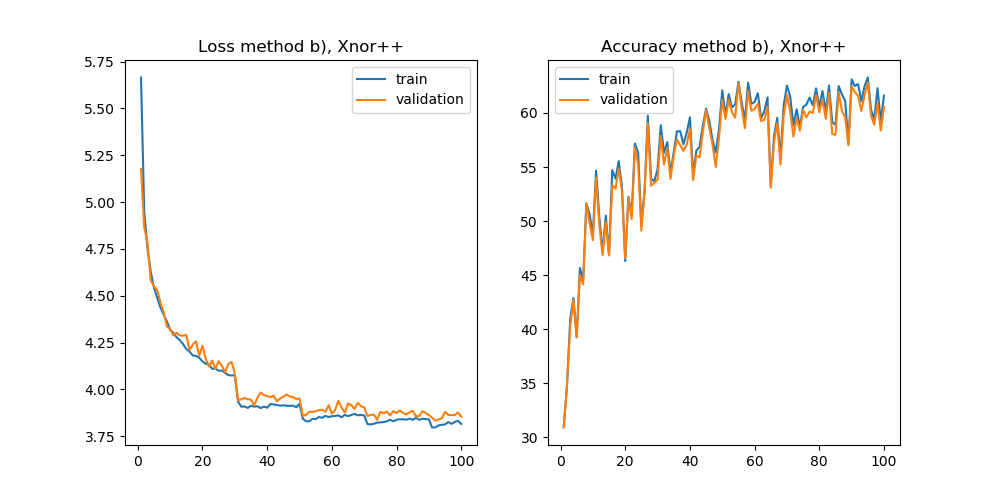 Loss method b), Xnor++
train
validation
5.75
5.50
5.25
5.00
4.75
4.50
4.25
4.00
3.75
0 20 40 60 80 100
Accuracy method b), Xnor++
train
validation
60
55
50
45
40
35
30
0 20 40 60 80 100